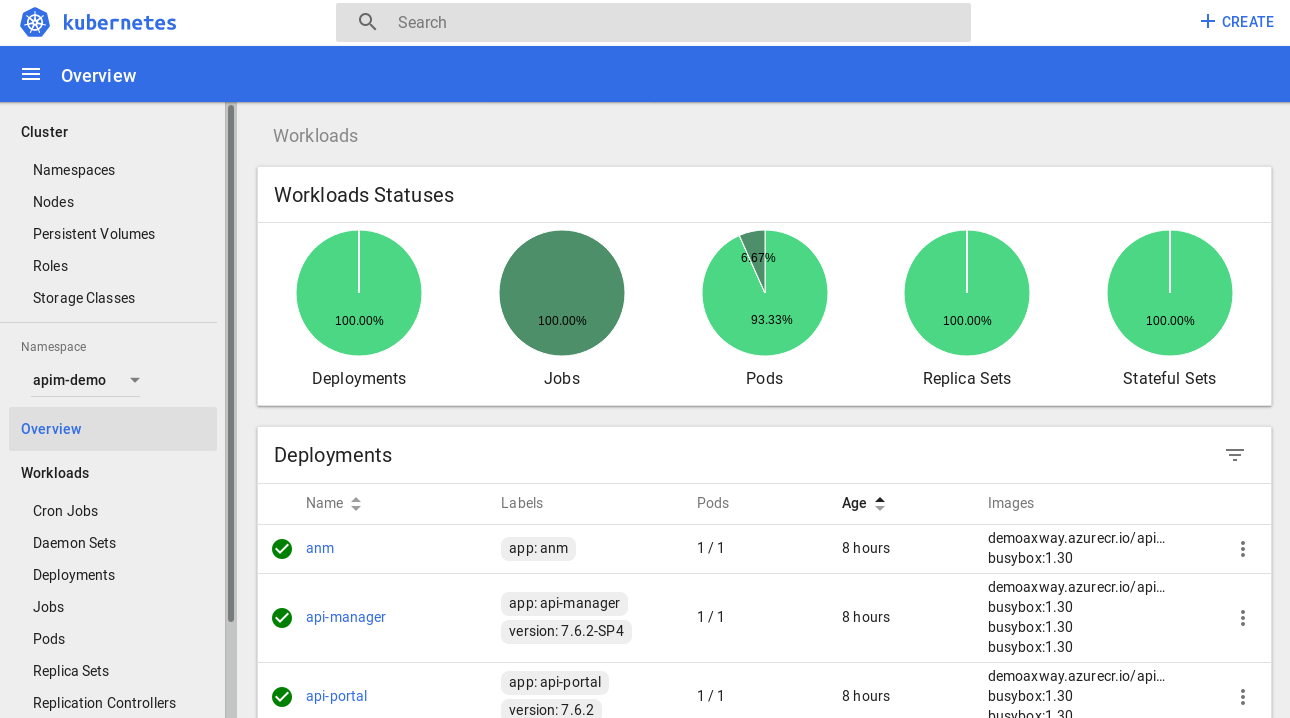 kubernetes
Search
CREATE
Overview
Cluster
Namespaces
Nodes
Persistent Volumes
Roles
Storage Classes
Namespace
apim-demo
Overview
Workloads
Cron Jobs
Daemon Sets
Deployments
Jobs
Pods
Replica Sets
Replication Controllers
Workloads
Workloads Statuses
100.00%
100.00%
6.67%
93.33%
100.00%
100.00%
Deployments
Jobs
Pods
Replica Sets
Stateful Sets
Deployments
Name Labels Pods Age Images
anm
app: anm
1 / 1
8 hours
demoaxway.azurecr.io/api…
busybox:1.30
api-manager
app: api-manager
version: 7.6.2-SP4
1 / 1
8 hours
demoaxway.azurecr.io/api…
busybox:1.30
busybox:1.30
busybox:1.30
api-portal
app: api-portal
version: 7.6.2
1 / 1
8 hours
demoaxway.azurecr.io/api…
busybox:1.30
busybox:1.30